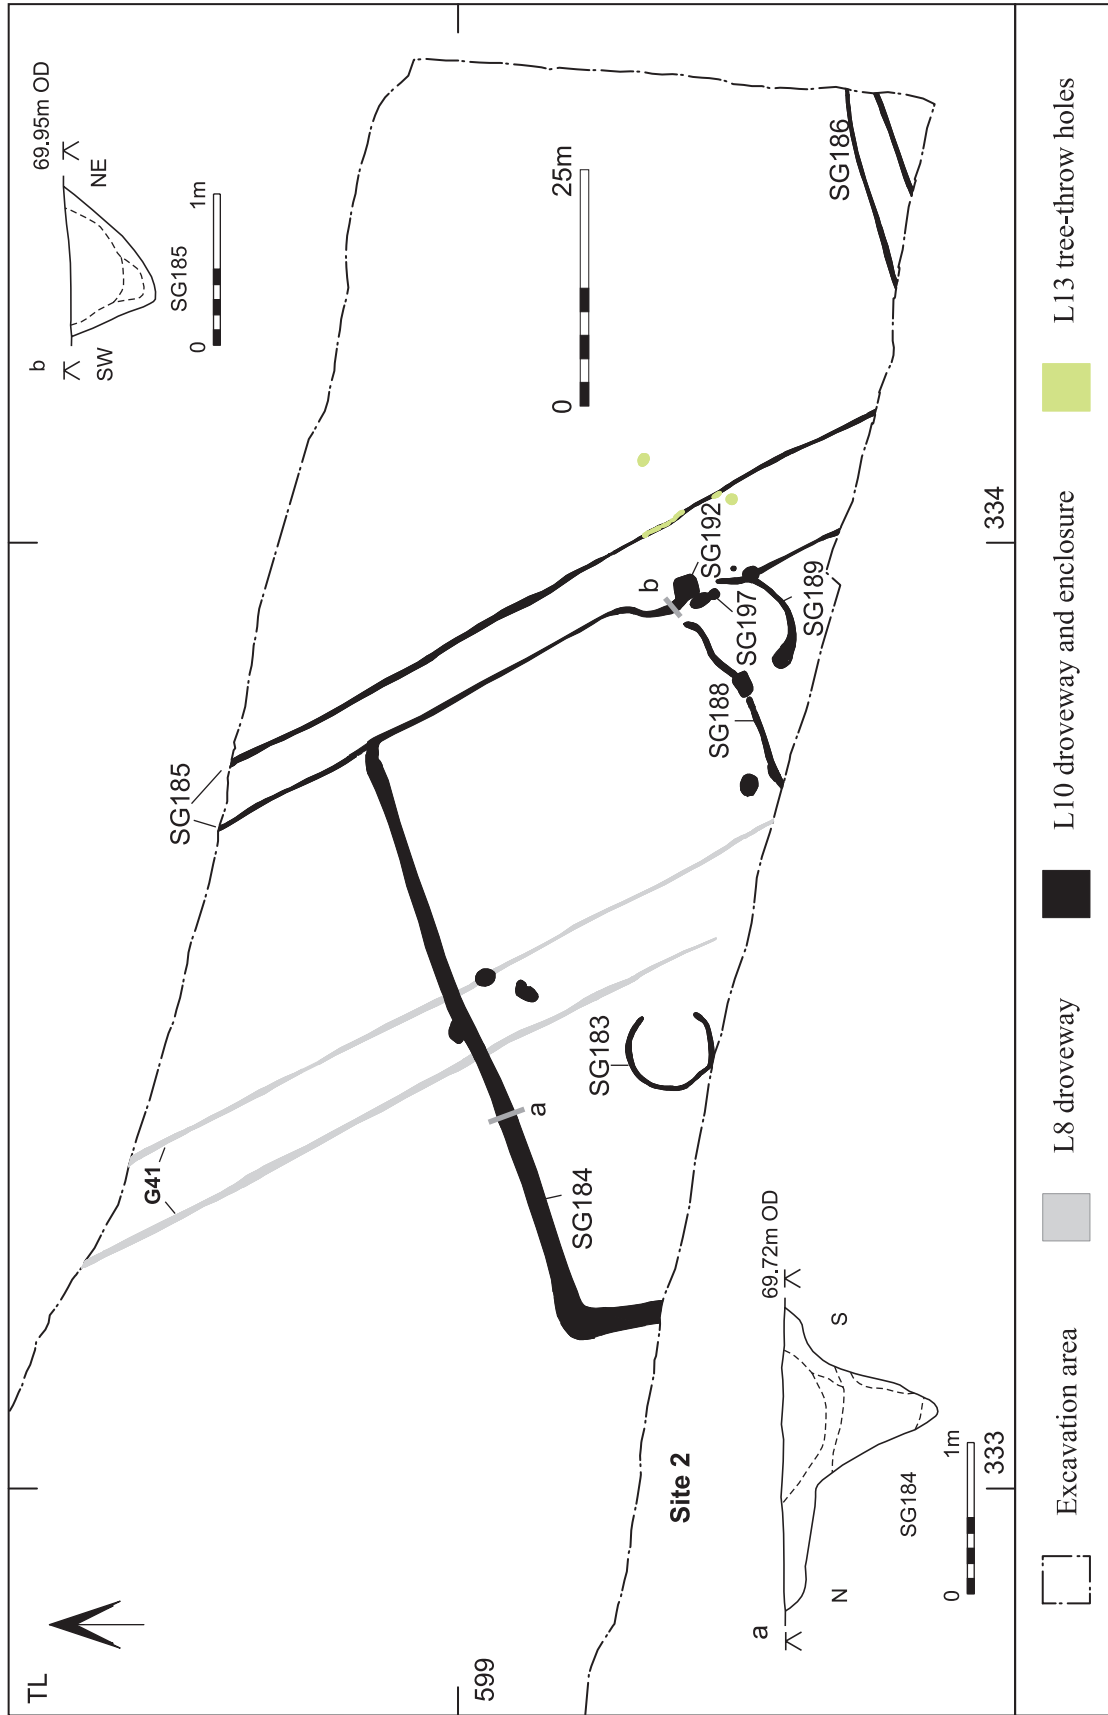 TL
b
69.95m OD
SW
NE
SG185
0
1m
SG185
G41
0
25m
SG186
599
a
SG184
SG183
b
SG192
SG197
SG188
SG189
Site 2
a
69.72m OD
N
S
SG184
0
1m
333
334
Excavation area
L8 droveway
L10 droveway and enclosure
L13 tree-throw holes